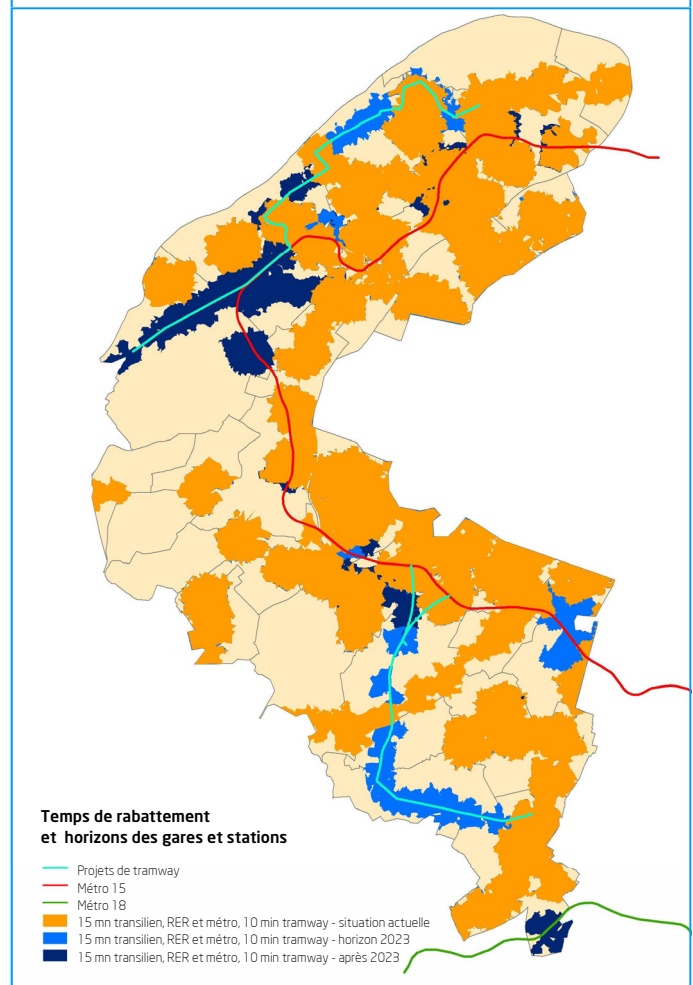 Temps de rabattement
et horizons des gares et stations
Projets de tramway
Métro 15
Métro 18
15 mn transilien, RER et métro, 10 min tramway - situation actuelle
15 mn transilien, RER et métro, 10 min tramway - horizon 2023
15 mn transilien, RER et métro, 10 min tramway - après 2023